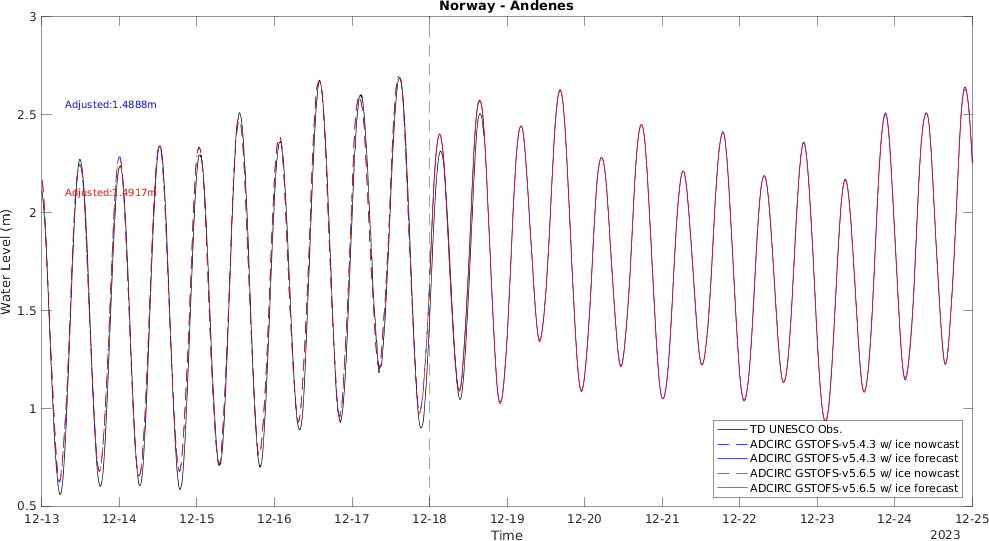 Norway - Andenes
3
2.5
2
1.5
1
0.5
Water Level (m)
Adjusted:1.4888m
Adjusted:1.4917m
TD UNESCO Obs.
ADCIRC GSTOFS-v5.4.3 w/ ice nowcast
ADCIRC GSTOFS-v5.4.3 w/ ice forecast
ADCIRC GSTOFS-v5.6.5 w/ ice nowcast
ADCIRC GSTOFS-v5.6.5 w/ ice forecast
12-13 12-14 12-15 12-16 12-17 12-18 12-19 12-20 12-21 12-22 12-23 12-24 12-25
Time
2023